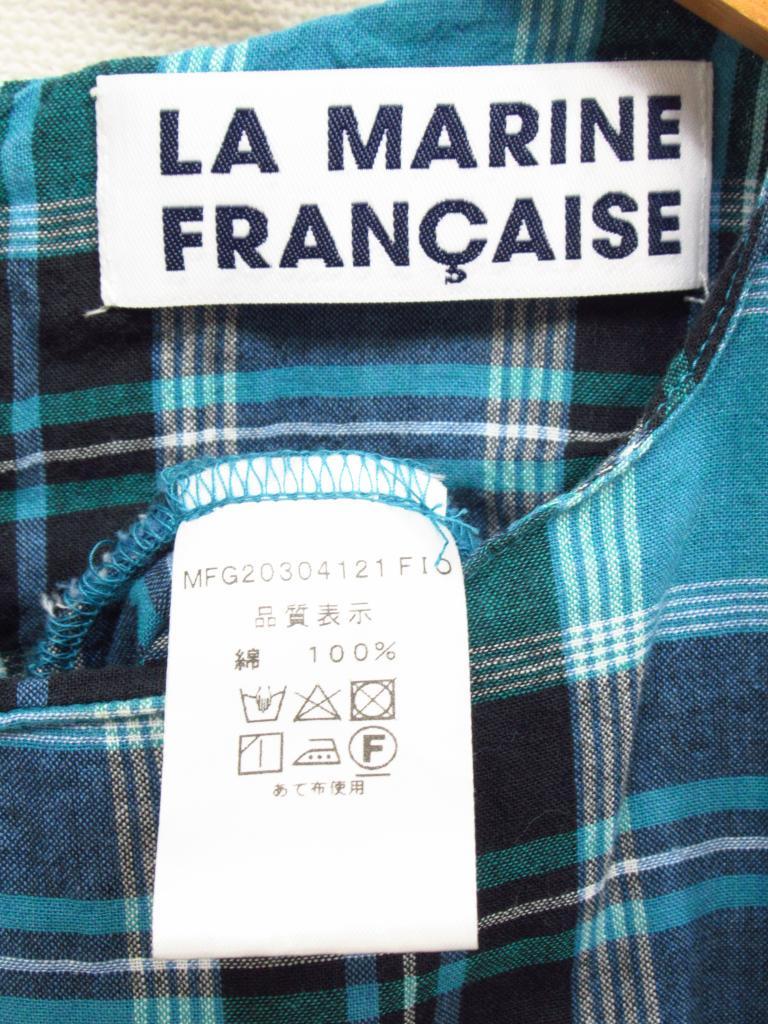 LA MARINE
FRANÇAISE
MFG20304121 FIO
品質表示
綿 100%
F
あて布使用